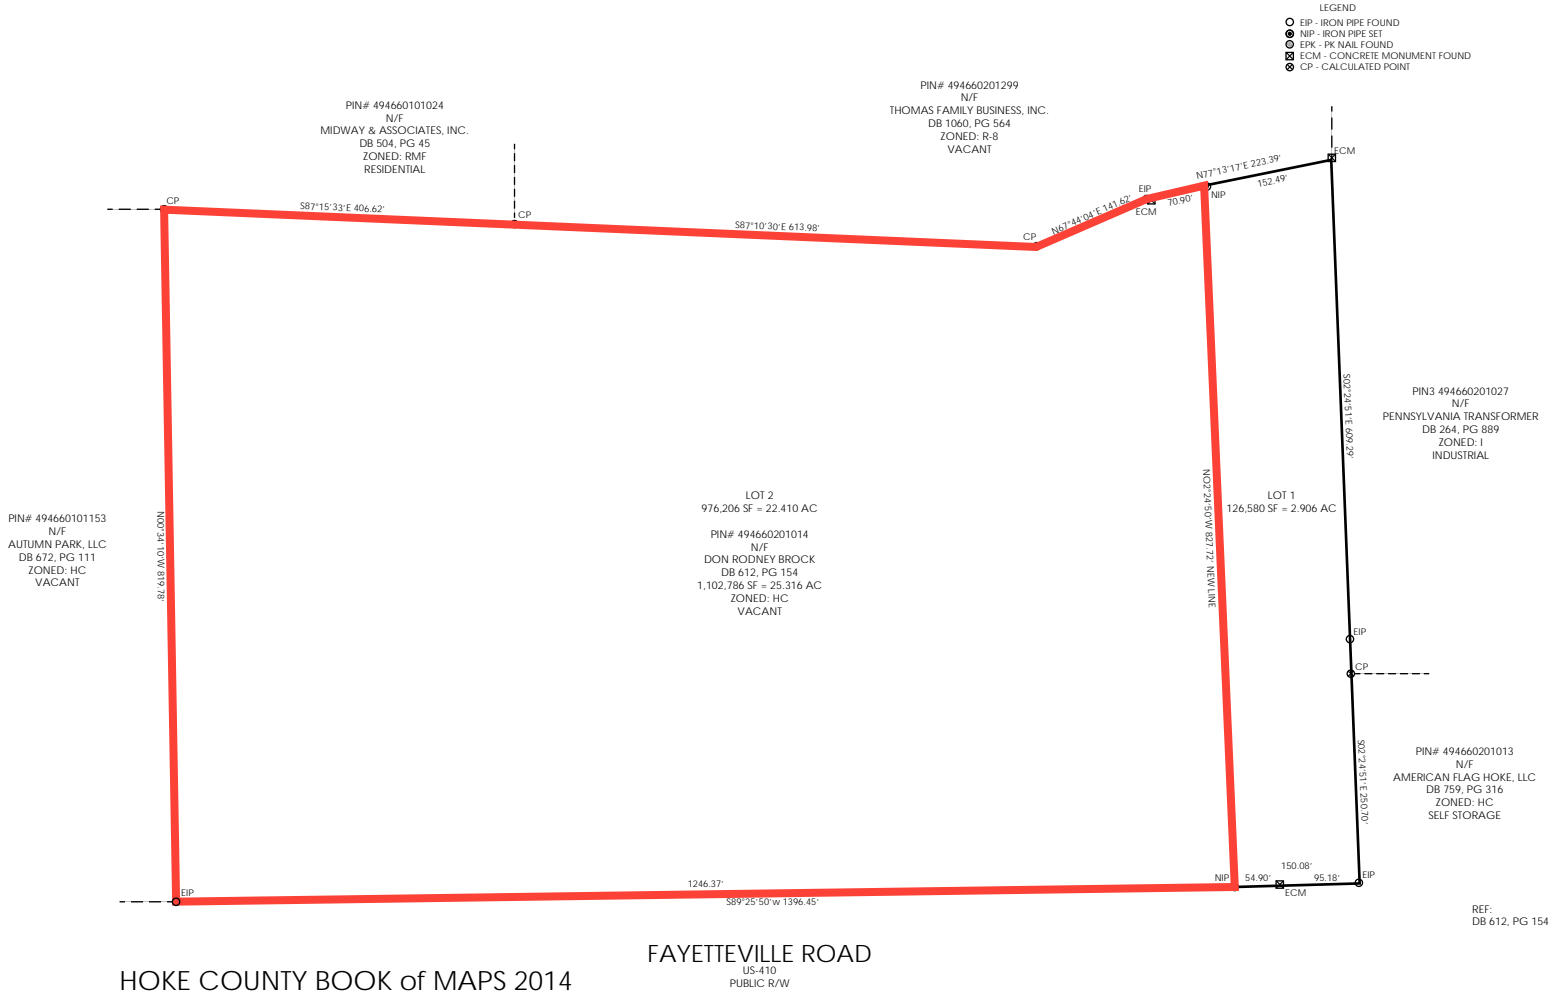 LEGEND
EIP - IRON PIPE FOUND
NIP - IRON PIPE SET
EPK - PK NAIL FOUND
ECM - CONCRETE MONUMENT FOUND
CP - CALCULATED POINT
PIN# 494660101024
N/F
MIDWAY & ASSOCIATES, INC.
DB 504, PG 45
ZONED: RMF
RESIDENTIAL
PIN# 494660201299
N/F
THOMAS FAMILY BUSINESS, INC.
DB 1060, PG 564
ZONED: R-8
VACANT
CP
S87°15'33'E 406.62'
CP
S87°10'30'E 613.98'
CP
N67°44'04'E 141.62'
EIP
ECM
70.90'
N77°13'17'E 223.39'
NIP
152.49'
ECM
S02°24'51'E 609.29'
PIN3 494660201027
N/F
PENNSYLVANIA TRANSFORMER
DB 264, PG 889
ZONED: I
INDUSTRIAL
PIN# 494660101153
N/F
AUTUMN PARK, LLC
DB 672, PG 111
ZONED: HC
VACANT
N00°34'10'W 819.78'
LOT 2
976,206 SF = 22.410 AC
PIN# 494660201014
N/F
DON RODNEY BROCK
DB 612, PG 154
1,102,786 SF = 25.316 AC
ZONED: HC
VACANT
NO2°24'50'W 827.72' NEW LINE
LOT 1
126,580 SF = 2.906 AC
EIP
CP
S02°24'51'E 250.70'
PIN# 494660201013
N/F
AMERICAN FLAG HOKE, LLC
DB 759, PG 316
ZONED: HC
SELF STORAGE
EIP
1246.37'
S89°25'50'w 1396.45'
NIP
54.90'
150.08'
ECM
95.18'
EIP
REF:
DB 612, PG 154
FAYETTEVILLE ROAD
US-410
PUBLIC R/W
HOKE COUNTY BOOK of MAPS 2014